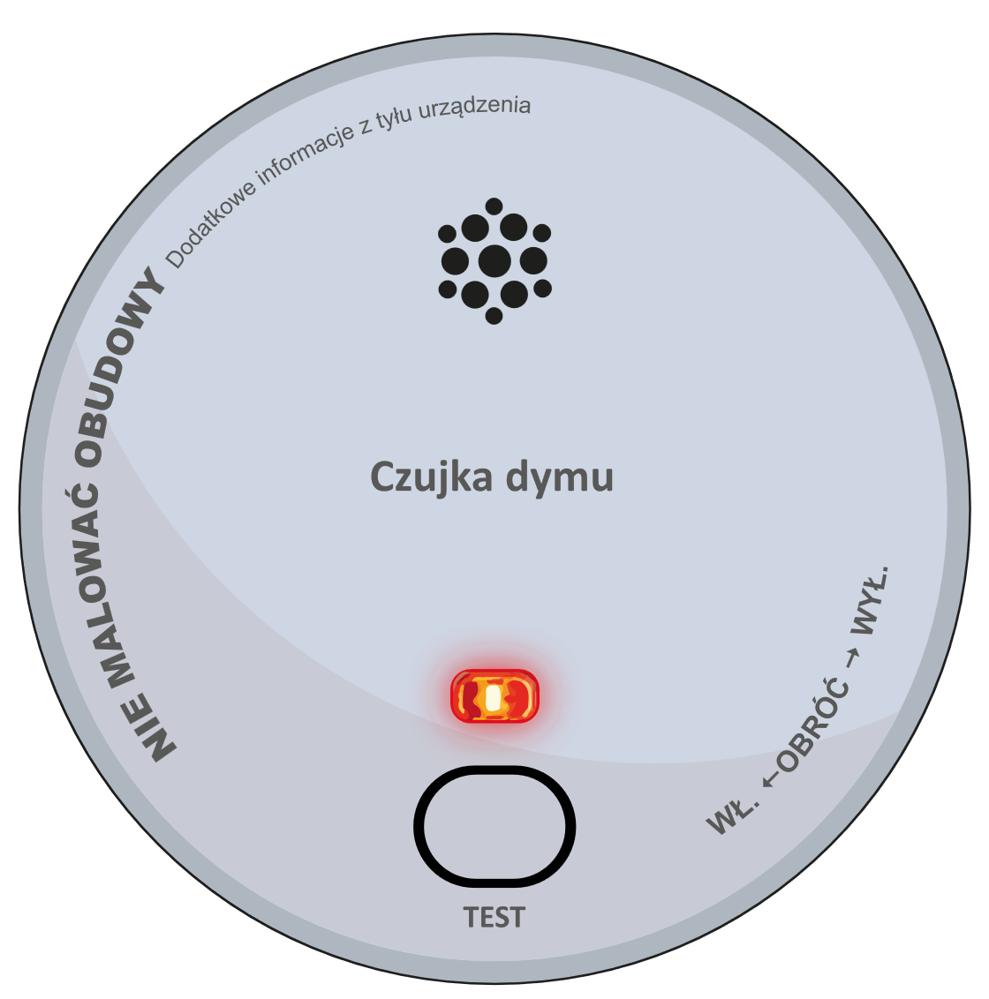 Dodatkowe informacje z tyłu urządzenia
NIE MALOWAĆ OBUDOWY
Czujka dymu
WŁ. ←OBRÓĆ → WYŁ.
TEST